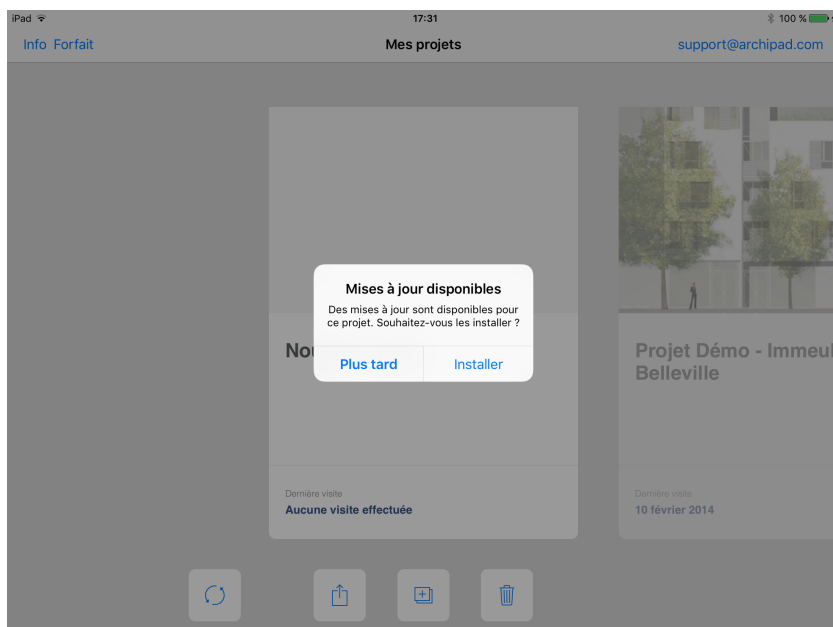 iPad 17:31 100 %
Info Forfait Mes projets support@archipad.com
Mises à jour disponibles
Des mises à jour sont disponibles pour
ce projet. Souhaitez-vous les installer ?
Plus tard Installer
Projet Démo - Immeul
Belleville
Dernière visite
Aucune visite effectuée
Dernière visite
10 février 2014